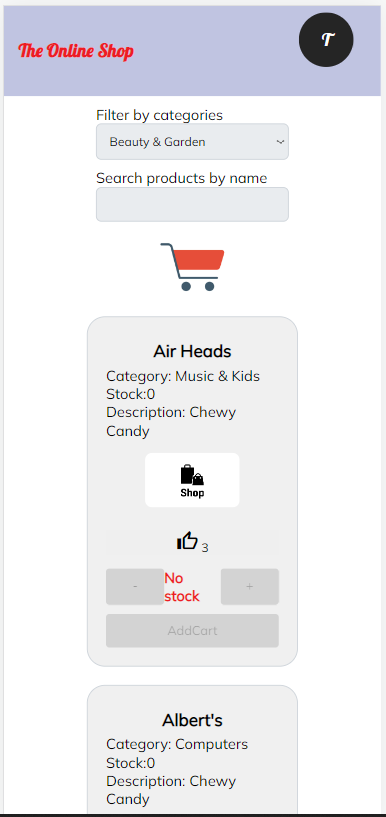 The Online Shop
T
Filter by categories
Beauty & Garden
Search products by name
Air Heads
Category: Music & Kids
Stock:0
Description: Chewy
Candy
Shop
3
- No + 
stock
AddCart
Albert's
Category: Computers
Stock:0
Description: Chewy
Candy